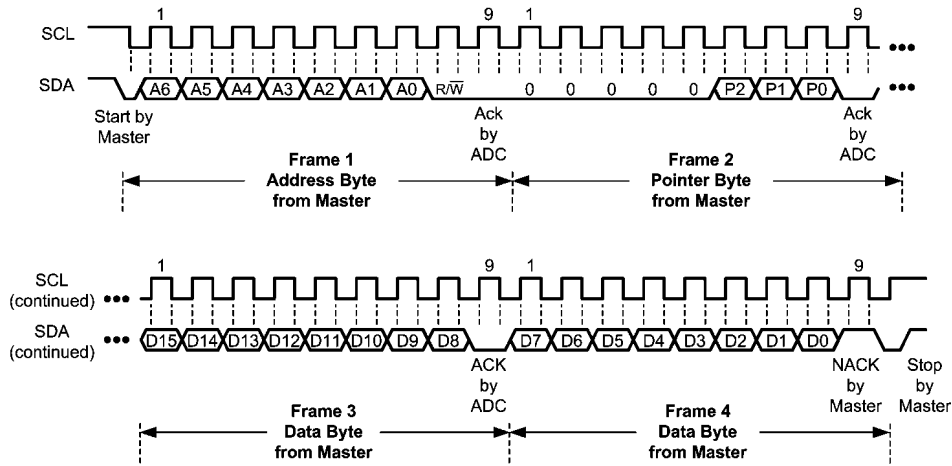 1 9 1 9
SCL
SDA A6 A5 A4 A3 A2 A1 A0 R/W̅ 0 0 0 0 0 P2 P1 P0
Start by
Master
Ack
by
ADC
Ack
by
ADC
Frame 1
Address Byte
from Master
Frame 2
Pointer Byte
from Master
1 9 1 9
SCL
(continued)
SDA
(continued)
D15 D14 D13 D12 D11 D10 D9 D8 D7 D6 D5 D4 D3 D2 D1 D0
ACK
by
ADC
NACK
by
Master
Stop
by
Master
Frame 3
Data Byte
from Master
Frame 4
Data Byte
from Master